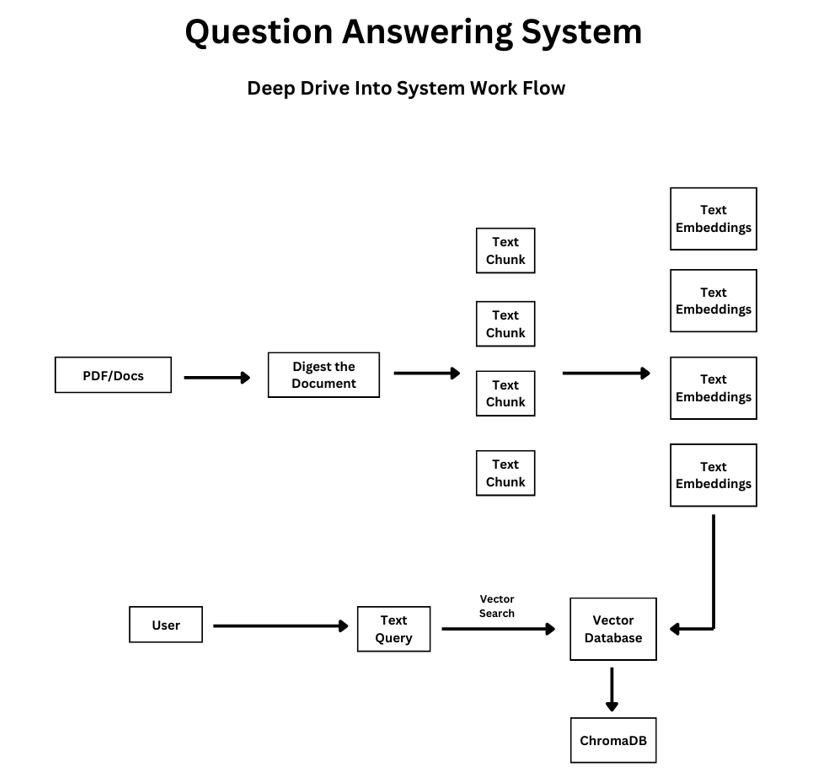 Question Answering System
Deep Drive Into System Work Flow
Text
Embeddings
Text
Chunk
Text
Embeddings
Text
Chunk
PDF/Docs
Digest the
Document
Text
Chunk
Text
Embeddings
Text
Chunk
Text
Embeddings
User
Text
Query
Vector
Search
Vector
Database
ChromaDB